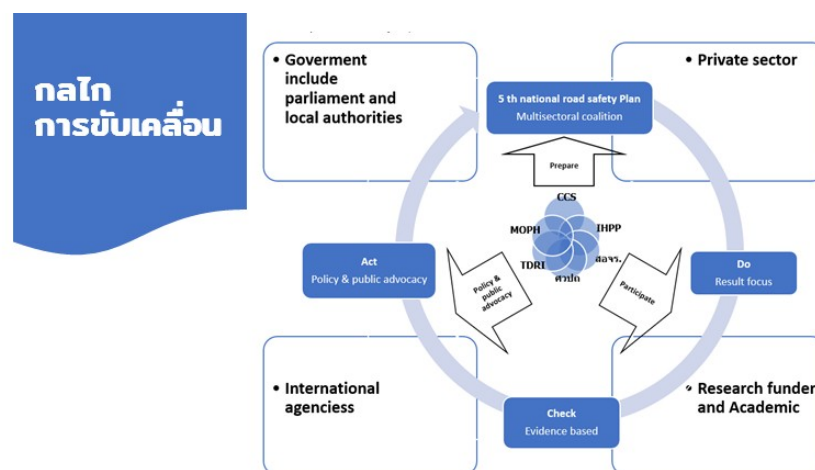 กลไก
การขับเคลื่อน
• Goverment
include
parliament and
local authorities
• Private sector
5 th national road safety Plan
Multisectoral coalition
Prepare
CCS
MOPH
IHPP
TDRI
สอจร.
ศวปถ
Act
Policy & public advocacy
Policy &
public
advocacy
Participate
Do
Result focus
• International
agenciess
• Research funder
and Academic
Check
Evidence based